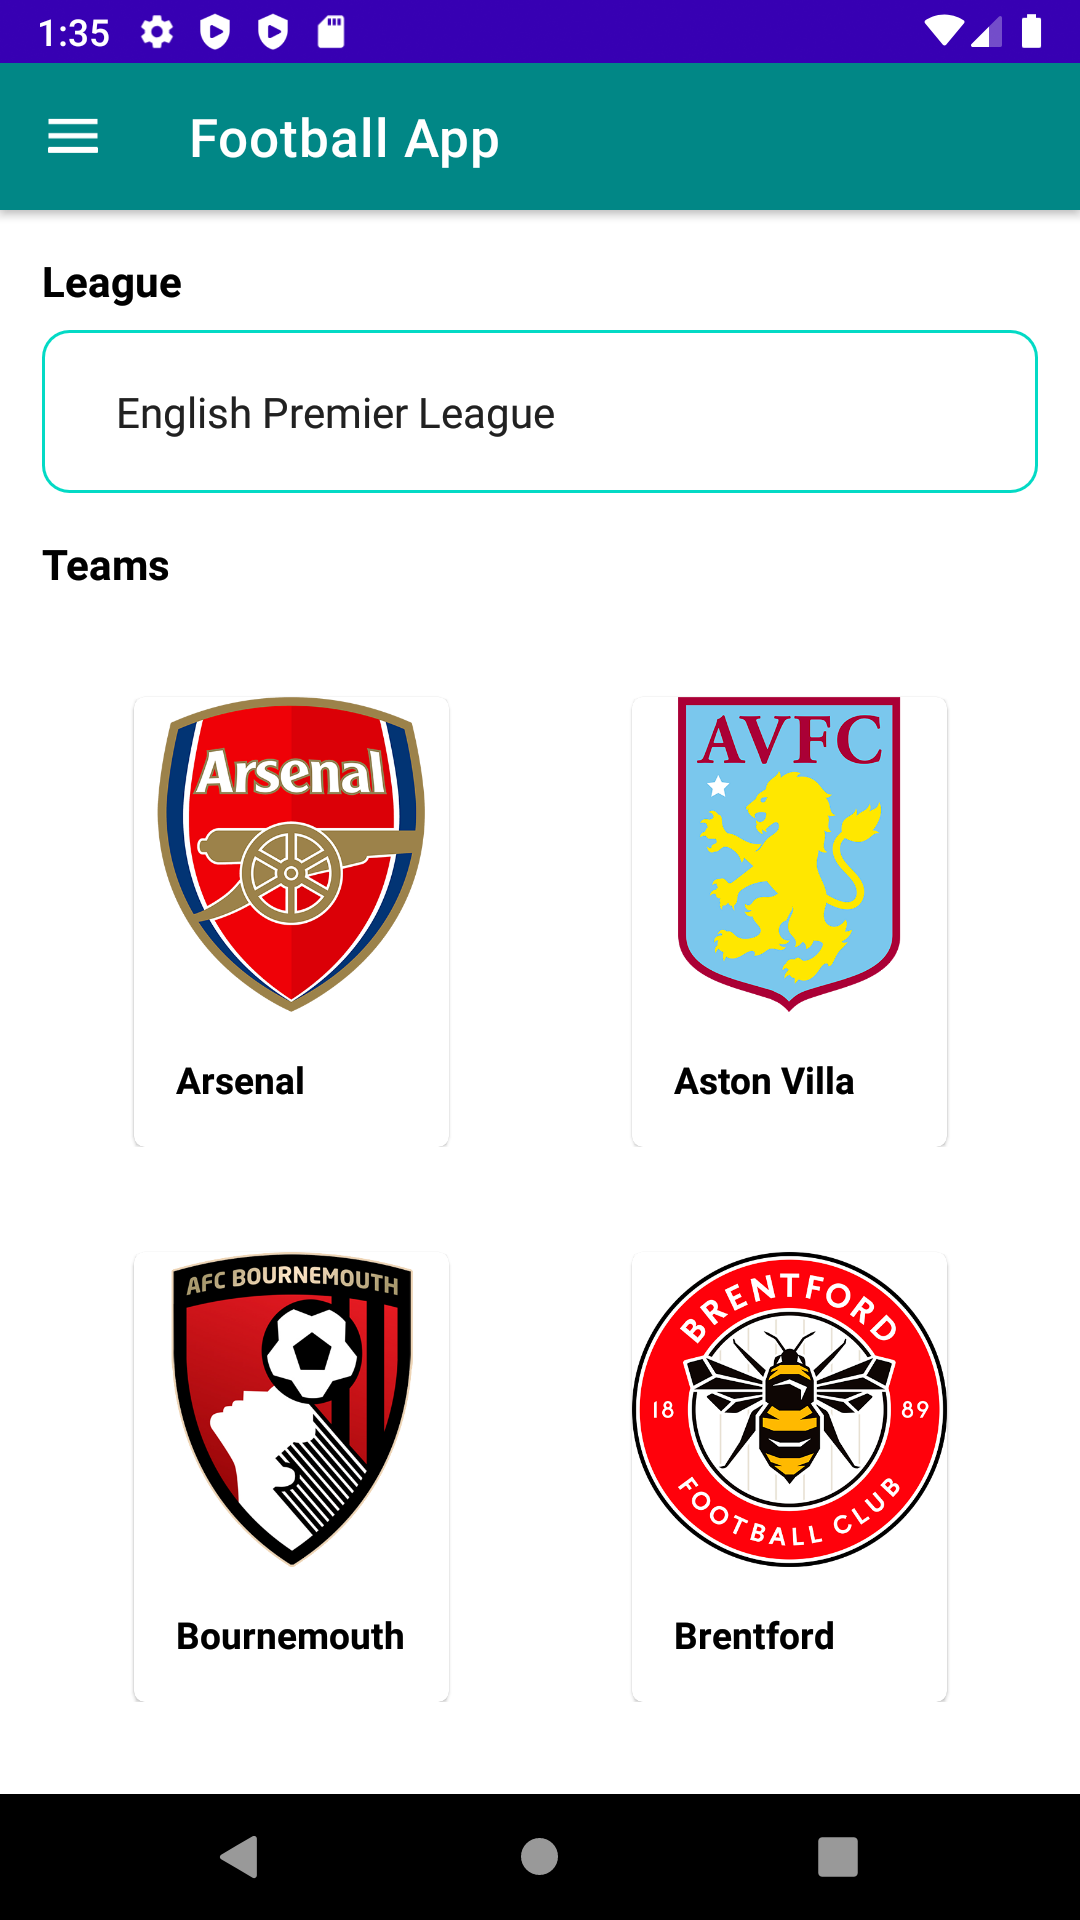 1:35
Football App
League
English Premier League
Teams
Arsenal
AVFC
Arsenal
Aston Villa
AFC BOURNEMOUTH
BRENTFORD
18 89
FOOTBALL CLUB
Bournemouth
Brentford